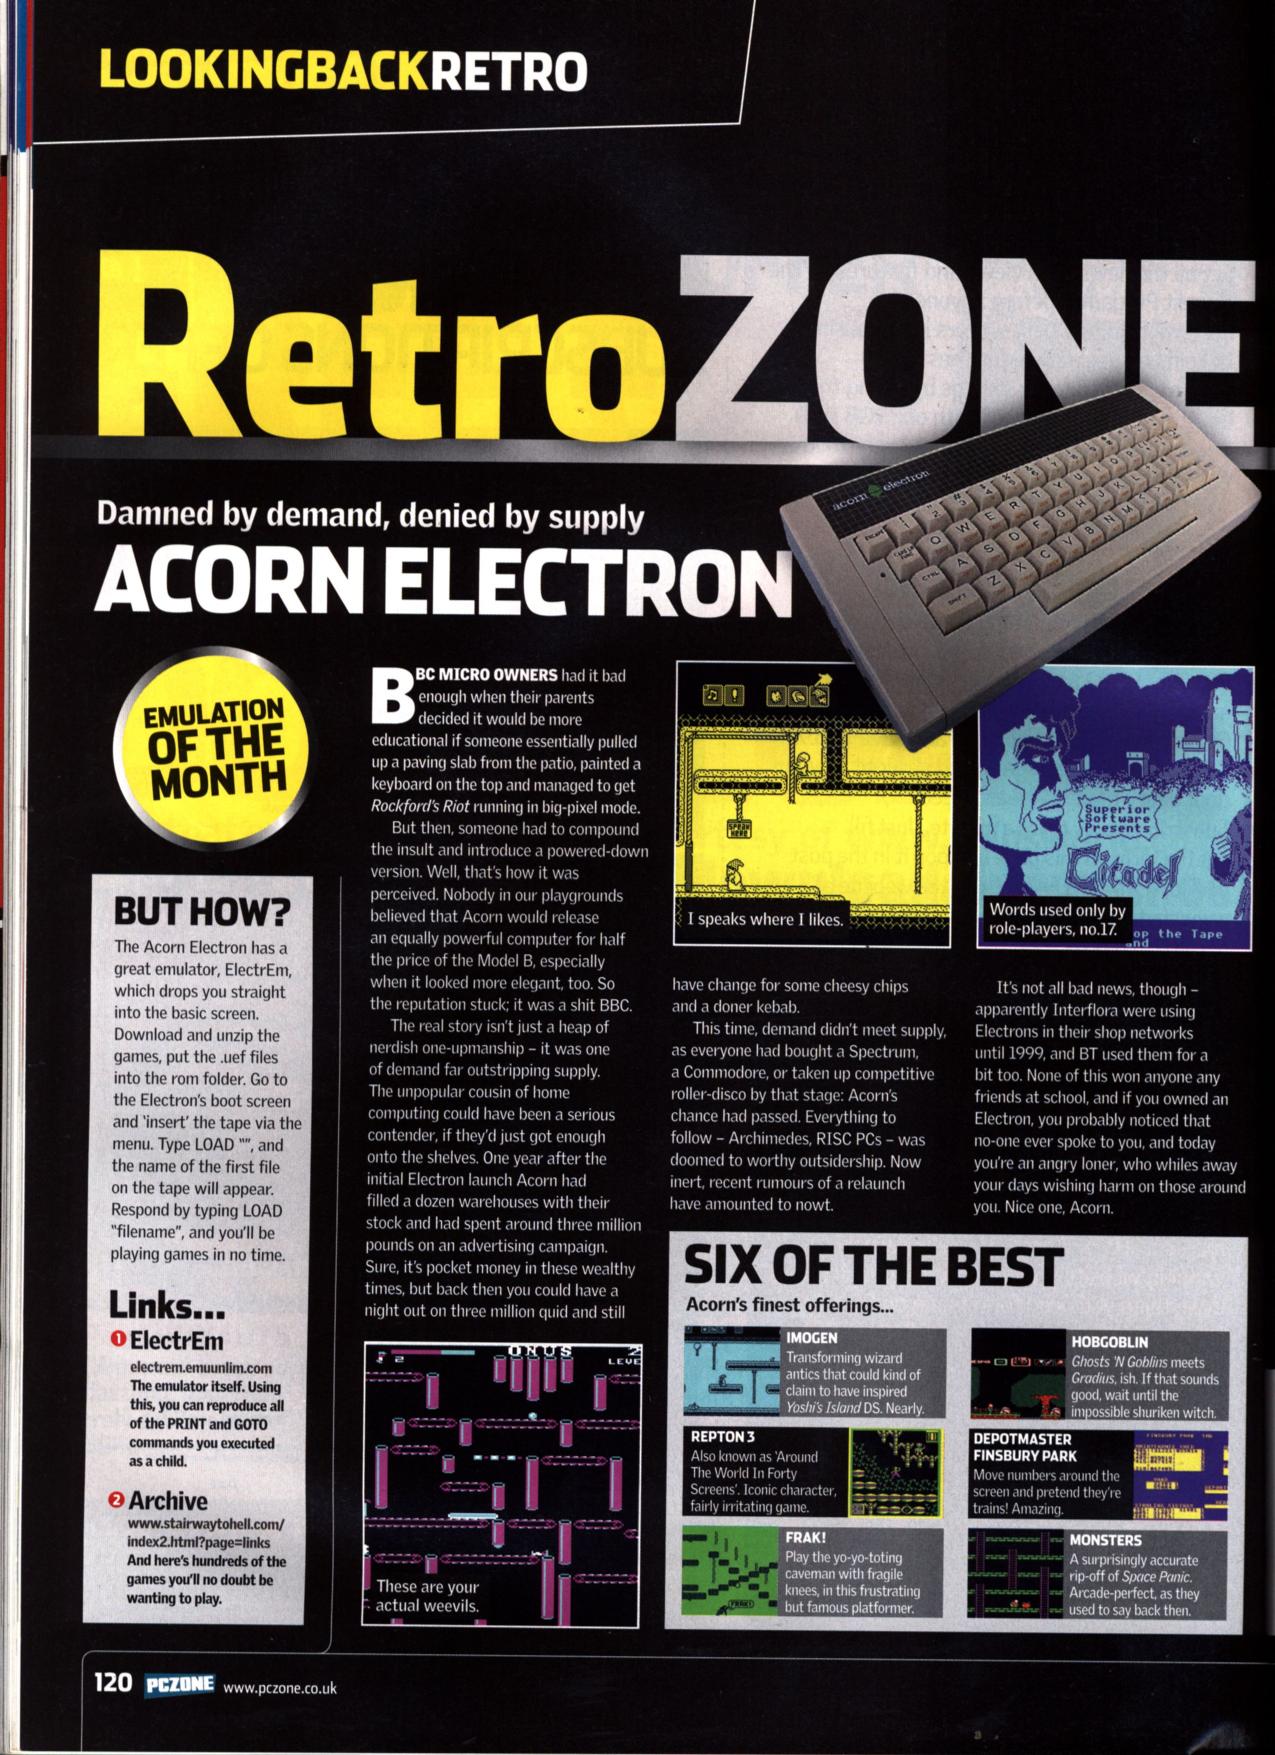 LOOKINGBACKRETRO
RetroZONE
acorn electron
Damned by demand, denied by supply
ACORN ELECTRON
EMULATION
OF THE
MONTH
BUT HOW?
The Acorn Electron has a
great emulator, ElectrEm,
which drops you straight
into the basic screen.
Download and unzip the
games, put the .uef files
into the rom folder. Go to
the Electron's boot screen
and 'insert' the tape via the
menu. Type LOAD "", and
the name of the first file
on the tape will appear.
Respond by typing LOAD
"filename", and you'll be
playing games in no time.
Links...
1 ElectrEm
electrem.emuunlim.com
The emulator itself. Using
this, you can reproduce all
of the PRINT and GOTO
commands you executed
as a child.
2 Archive
www.stairwaytohell.com/
index2.html?page=links
And here's hundreds of the
games you'll no doubt be
wanting to play.
BBC MICRO OWNERS had it bad
enough when their parents
decided it would be more
educational if someone essentially pulled
up a paving slab from the patio, painted a
keyboard on the top and managed to get
Rockford's Riot running in big-pixel mode.
But then, someone had to compound
the insult and introduce a powered-down
version. Well, that's how it was
perceived. Nobody in our playgrounds
believed that Acorn would release
an equally powerful computer for half
the price of the Model B, especially
when it looked more elegant, too. So
the reputation stuck; it was a shit BBC.
The real story isn't just a heap of
nerdish one-upmanship – it was one
of demand far outstripping supply.
The unpopular cousin of home
computing could have been a serious
contender, if they'd just got enough
onto the shelves. One year after the
initial Electron launch Acorn had
filled a dozen warehouses with their
stock and had spent around three million
pounds on an advertising campaign.
Sure, it's pocket money in these wealthy
times, but back then you could have a
night out on three million quid and still
ONUS
2
LEVE
These are your
actual weevils.
SPEAK
HERE
I speaks where I likes.
Superior
Software
Presents
Citadel
Words used only by
role-players, no.17.
op the Tape
and
have change for some cheesy chips
and a doner kebab.
This time, demand didn't meet supply,
as everyone had bought a Spectrum,
a Commodore, or taken up competitive
roller-disco by that stage: Acorn's
chance had passed. Everything to
follow – Archimedes, RISC PCs – was
doomed to worthy outsidership. Now
inert, recent rumours of a relaunch
have amounted to nowt.
It's not all bad news, though –
apparently Interflora were using
Electrons in their shop networks
until 1999, and BT used them for a
bit too. None of this won anyone any
friends at school, and if you owned an
Electron, you probably noticed that
no-one ever spoke to you, and today
you're an angry loner, who whiles away
your days wishing harm on those around
you. Nice one, Acorn.
SIX OF THE BEST
Acorn's finest offerings...
IMOGEN
Transforming wizard
antics that could kind of
claim to have inspired
Yoshi's Island DS. Nearly.
HOBGOBLIN
Ghosts 'N Goblins meets
Gradius, ish. If that sounds
good, wait until the
impossible shuriken witch.
REPTON 3
Also known as 'Around
The World In Forty
Screens'. Iconic character,
fairly irritating game.
DEPOTMASTER
FINSBURY PARK
Move numbers around the
screen and pretend they're
trains! Amazing.
FINSBURY PARK
FRAK!
Play the yo-yo-toting
caveman with fragile
knees, in this frustrating
but famous platformer.
FRAK!
MONSTERS
A surprisingly accurate
rip-off of Space Panic.
Arcade-perfect, as they
used to say back then.
120 PCZONE www.pczone.co.uk